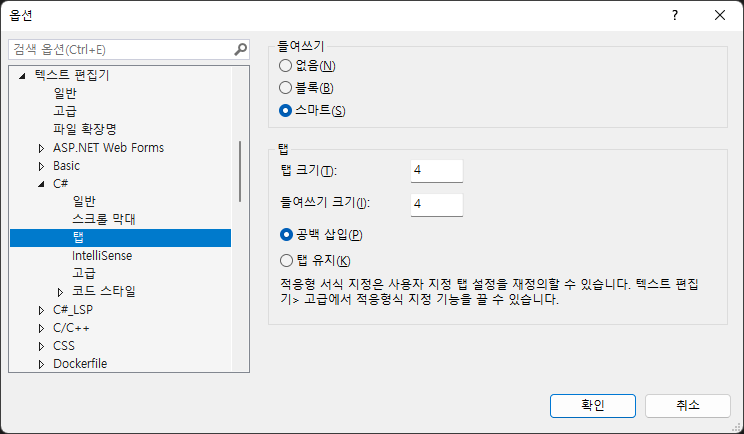 옵션
?
검색 옵션(Ctrl+E)
텍스트 편집기
일반
고급
파일 확장명
ASP.NET Web Forms
Basic
C#
일반
스크롤 막대
탭
IntelliSense
고급
코드 스타일
C#_LSP
C/C++
CSS
Dockerfile
들여쓰기
없음(N)
블록(B)
스마트(S)
탭
탭 크기(T):
4
들여쓰기 크기(I):
4
공백 삽입(P)
탭 유지(K)
적응형 서식 지정은 사용자 지정 탭 설정을 재정의할 수 있습니다. 텍스트 편집
기> 고급에서 적응형식 지정 기능을 끌 수 있습니다.
확인
취소